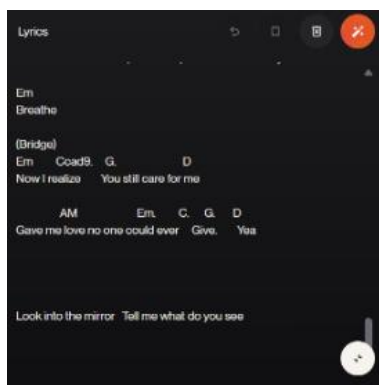 Lyrics
Em
Breathe
(Bridge)
Em Coad9. G. D
Now I realize You still care for me
AM Em. C. G. D
Gave me love no one could ever Give. Yea
Look into the mirror Tell me what do you see